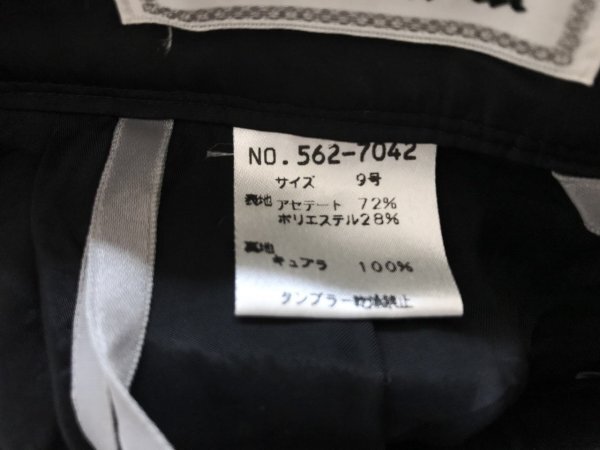 NO.562-7042
サイズ 9号
表地 アセテート 72%
ポリエステル28%
裏地
キュプラ 100%
タンブラー乾燥禁止